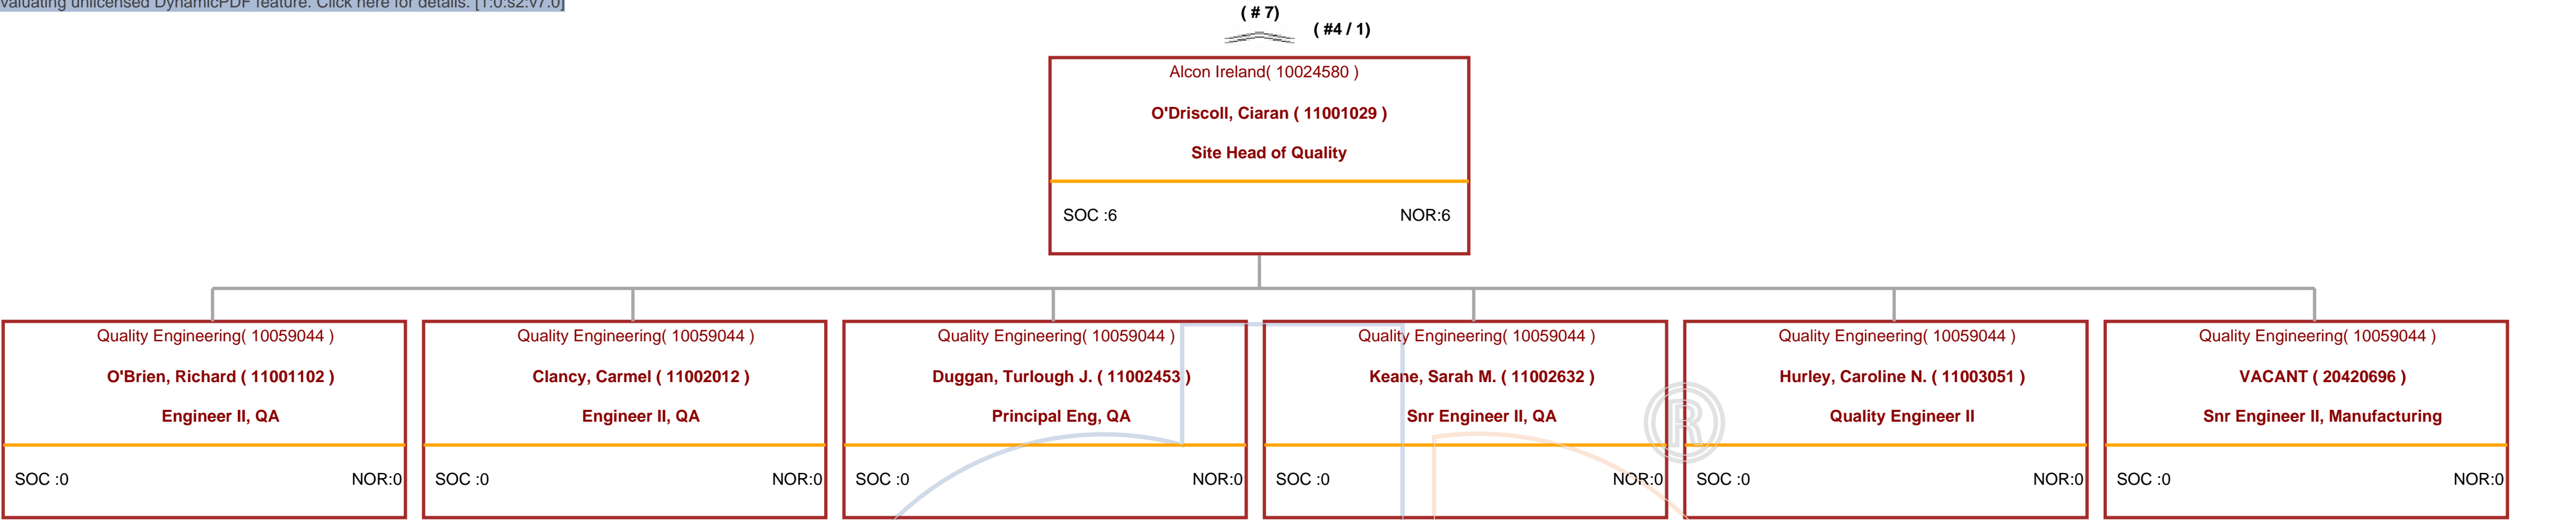 valuating unlicensed DynamicPDF feature. Click here for details. [1:0:s2:v7.0]
( # 7)
( #4 / 1)
Alcon Ireland( 10024580 )
O'Driscoll, Ciaran ( 11001029 )
Site Head of Quality
SOC :6 NOR:6
Quality Engineering( 10059044 )
O'Brien, Richard ( 11001102 )
Engineer II, QA
SOC :0 NOR:0
Quality Engineering( 10059044 )
Clancy, Carmel ( 11002012 )
Engineer II, QA
SOC :0 NOR:0
Quality Engineering( 10059044 )
Duggan, Turlough J. ( 11002453 )
Principal Eng, QA
SOC :0 NOR:0
Quality Engineering( 10059044 )
Keane, Sarah M. ( 11002632 )
Snr Engineer II, QA
SOC :0 NOR:0
®
Quality Engineering( 10059044 )
Hurley, Caroline N. ( 11003051 )
Quality Engineer II
SOC :0 NOR:0
Quality Engineering( 10059044 )
VACANT ( 20420696 )
Snr Engineer II, Manufacturing
SOC :0 NOR:0